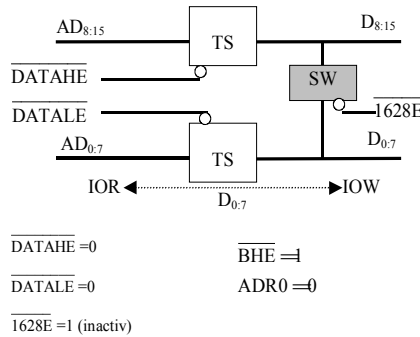 AD8:15 TS D8:15
DATAHE
SW
DATALE
1628E
AD0:7 TS D0:7
IOR IOW
D0:7
DATAHE =0
BHE =1
DATALE =0
ADR0 =0
1628E =1 (inactiv)